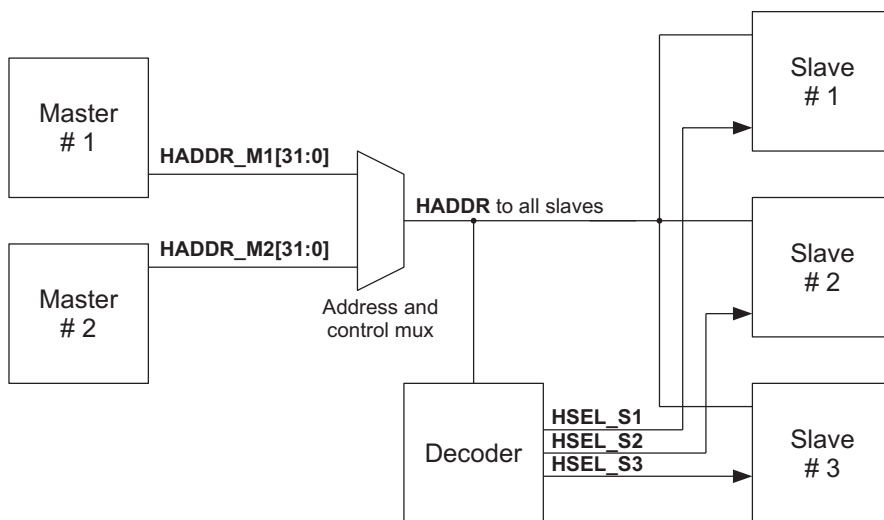 Master
# 1
HADDR_M1[31:0]
Master
# 2
HADDR_M2[31:0]
Address and
control mux
HADDR to all slaves
Decoder
HSEL_S1
HSEL_S2
HSEL_S3
Slave
# 1
Slave
# 2
Slave
# 3